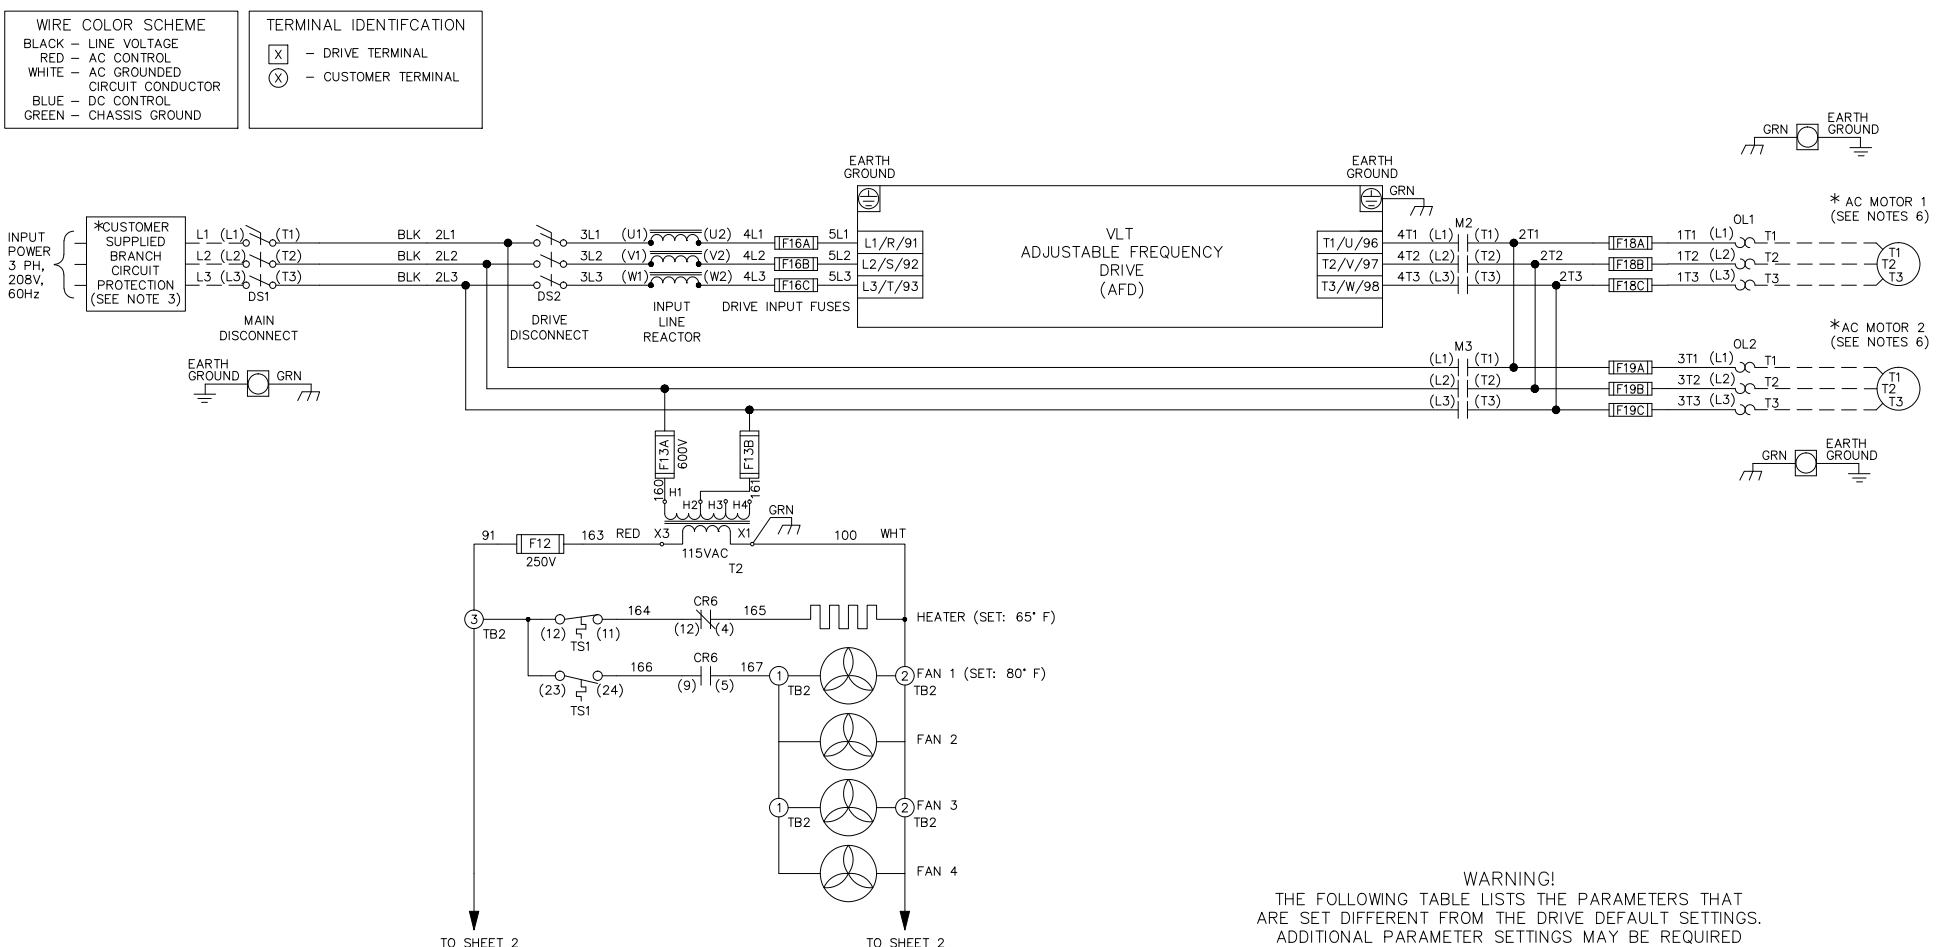 WIRE COLOR SCHEME
BLACK – LINE VOLTAGE
RED – AC CONTROL
WHITE – AC GROUNDED
CIRCUIT CONDUCTOR
BLUE – DC CONTROL
GREEN – CHASSIS GROUND
TERMINAL IDENTIFCATION
X – DRIVE TERMINAL
X – CUSTOMER TERMINAL
INPUT
POWER
3 PH,
208V,
60Hz
*CUSTOMER
SUPPLIED
BRANCH
CIRCUIT
PROTECTION
(SEE NOTE 3)
L1 (L1) (T1) BLK 2L1 3L1 (U1) (U2) 4L1 F16A 5L1 L1/R/91
L2 (L2) (T2) BLK 2L2 3L2 (V1) (V2) 4L2 F16B 5L2 L2/S/92
L3 (L3) (T3) BLK 2L3 3L3 (W1) (W2) 4L3 F16C 5L3 L3/T/93
DS1
MAIN
DISCONNECT
DS2
DRIVE
DISCONNECT
INPUT
LINE
REACTOR
DRIVE INPUT FUSES
EARTH
GROUND
GRN
EARTH
GROUND
VLT
ADJUSTABLE FREQUENCY
DRIVE
(AFD)
EARTH
GROUND
GRN
M2
T1/U/96 4T1 (L1) (T1) 2T1 F18A 1T1 (L1) T1
T2/V/97 4T2 (L2) (T2) 2T2 F18B 1T2 (L2) T2
T3/W/98 4T3 (L3) (T3) 2T3 F18C 1T3 (L3) T3
OL1
GRN
EARTH
GROUND
* AC MOTOR 1
(SEE NOTES 6)
T1
T2
T3
M3
(L1) (T1) F19A 3T1 (L1) T1
(L2) (T2) F19B 3T2 (L2) T2
(L3) (T3) F19C 3T3 (L3) T3
OL2
*AC MOTOR 2
(SEE NOTES 6)
T1
T2
T3
GRN
EARTH
GROUND
F13A
600V
F13B
160
H1
H2
H3
H4
161
GRN
91
F12
250V
163
RED
X3
X1
115VAC
T2
100
WHT
3
TB2
(12)
(11)
TS1
164
CR6
(12)
(4)
165
HEATER (SET: 65° F)
(23)
(24)
TS1
166
CR6
(9)
(5)
167
1
TB2
2
TB2
FAN 1 (SET: 80° F)
FAN 2
1
TB2
2
TB2
FAN 3
FAN 4
TO SHEET 2
TO SHEET 2
WARNING!
THE FOLLOWING TABLE LISTS THE PARAMETERS THAT
ARE SET DIFFERENT FROM THE DRIVE DEFAULT SETTINGS.
ADDITIONAL PARAMETER SETTINGS MAY BE REQUIRED